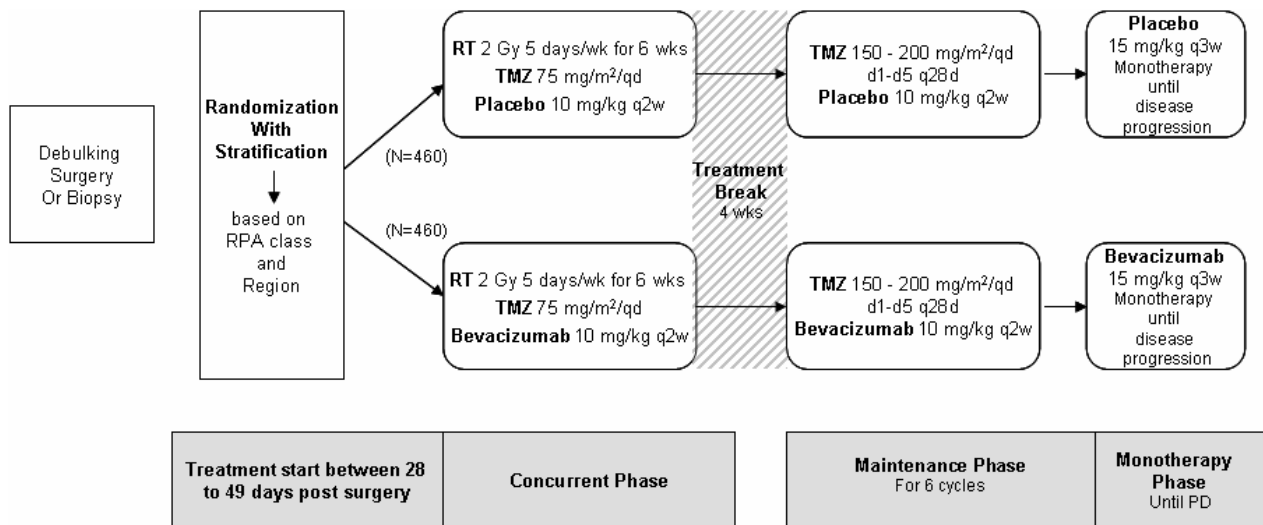 Debulking
Surgery
Or Biopsy
Randomization
With
Stratification
based on
RPA class
and
Region
(N=460)
(N=460)
RT 2 Gy 5 days/wk for 6 wks
TMZ 75 mg/m²/qd
Placebo 10 mg/kg q2w
RT 2 Gy 5 days/wk for 6 wks
TMZ 75 mg/m²/qd
Bevacizumab 10 mg/kg q2w
Treatment
Break
4 wks
TMZ 150 - 200 mg/m²/qd
d1-d5 q28d
Placebo 10 mg/kg q2w
TMZ 150 - 200 mg/m²/qd
d1-d5 q28d
Bevacizumab 10 mg/kg q2w
Placebo
15 mg/kg q3w
Monotherapy
until
disease
progression
Bevacizumab
15 mg/kg q3w
Monotherapy
until
disease
progression
Treatment start between 28
to 49 days post surgery
Concurrent Phase
Maintenance Phase
For 6 cycles
Monotherapy
Phase
Until PD